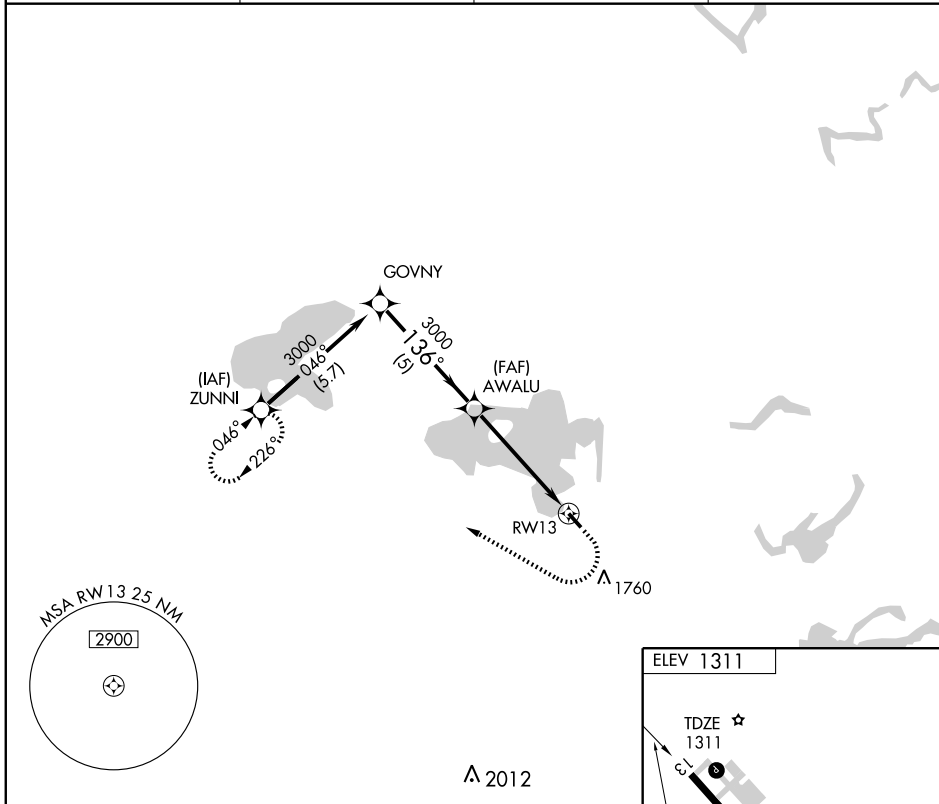 GOVNY
3000
136°
(5)
3000
046°
(5.7)
(IAF)
ZUNNI
(FAF)
AWALU
046°
226°
RW13
1760
MSA RW13 25 NM
2900
ELEV 1311
TDZE
1311
13
2012